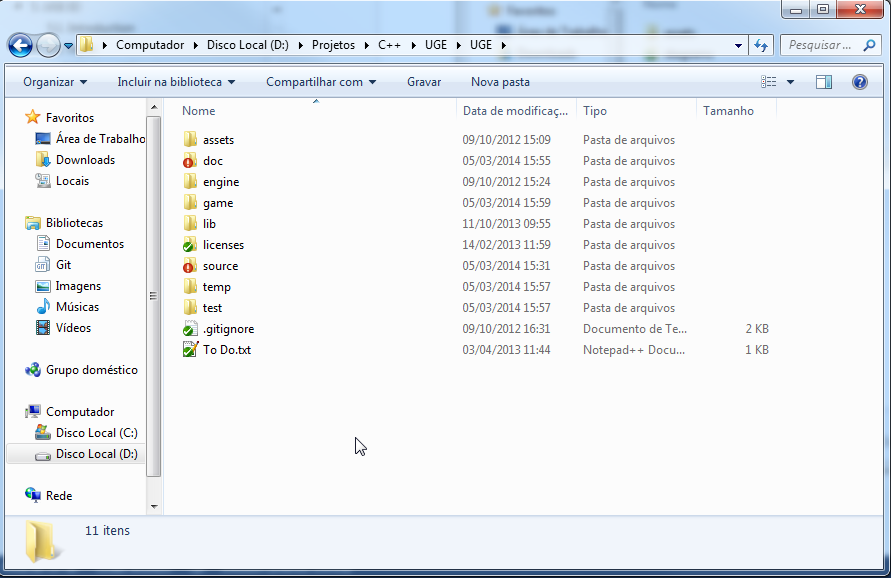 Computador Disco Local (D:) Projetos C++ UGE UGE Pesquisar ...
Organizar Incluir na biblioteca Compartilhar com Gravar Nova pasta
Favoritos
Área de Trabalho
Downloads
Locais
Bibliotecas
Documentos
Git
Imagens
Músicas
Vídeos
Grupo doméstico
Computador
Disco Local (C:)
Disco Local (D:)
Rede
Nome Data de modificaç... Tipo Tamanho
assets 09/10/2012 15:09 Pasta de arquivos
doc 05/03/2014 15:55 Pasta de arquivos
engine 09/10/2012 15:24 Pasta de arquivos
game 05/03/2014 15:59 Pasta de arquivos
lib 11/10/2013 09:55 Pasta de arquivos
licenses 14/02/2013 11:59 Pasta de arquivos
source 05/03/2014 15:31 Pasta de arquivos
temp 05/03/2014 15:57 Pasta de arquivos
test 05/03/2014 15:57 Pasta de arquivos
.gitignore 09/10/2012 16:31 Documento de Te... 2 KB
To Do.txt 03/04/2013 11:44 Notepad++ Docu... 1 KB
11 itens